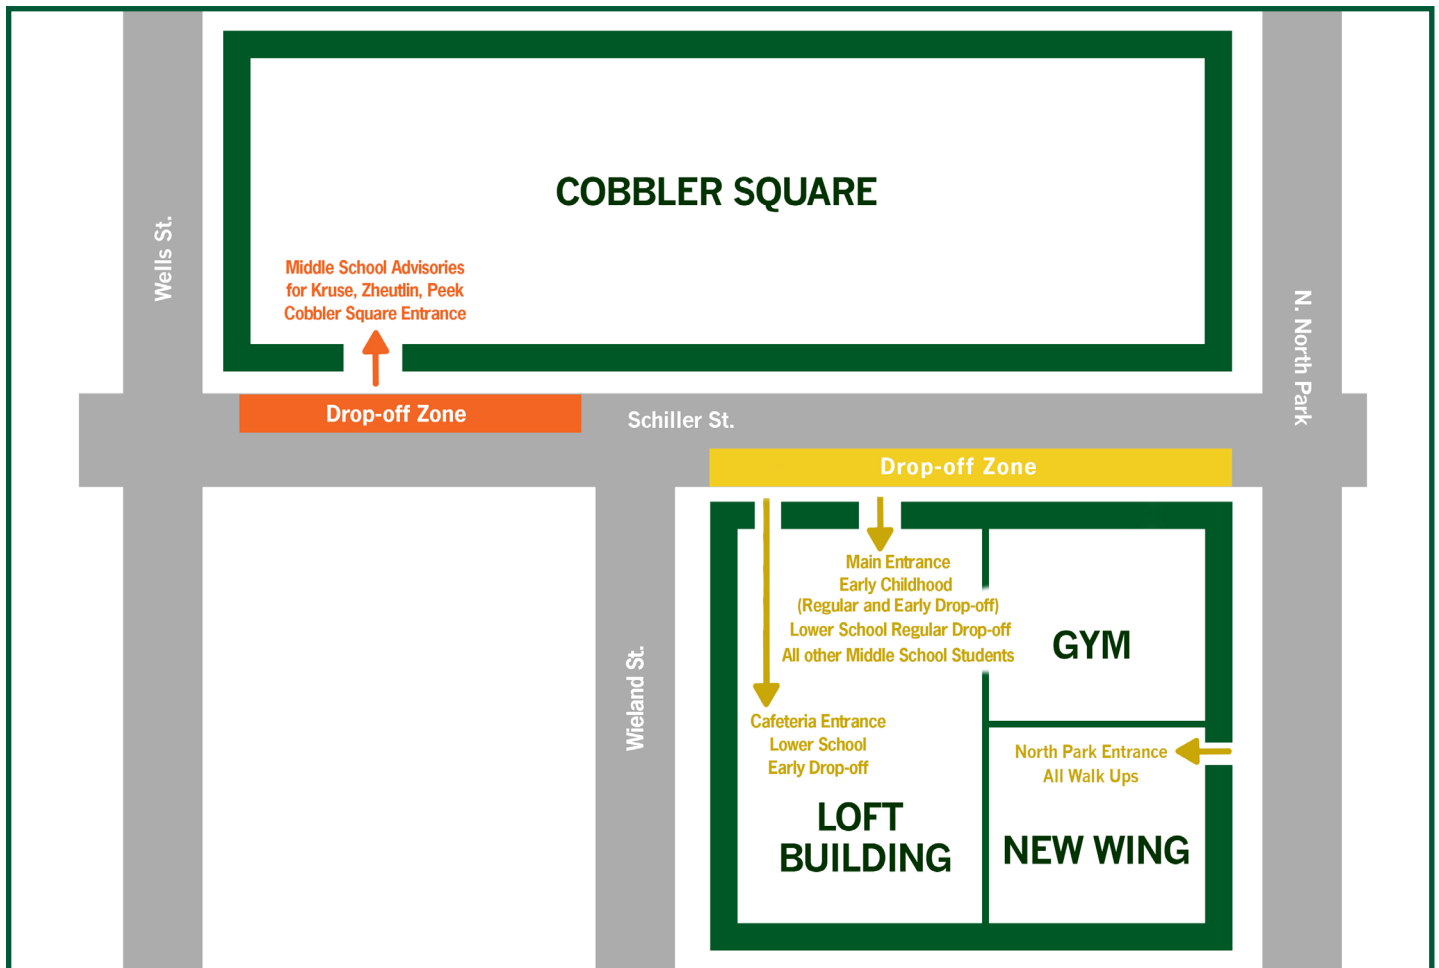 COBBLER SQUARE
Wells St.
Middle School Advisories
for Kruse, Zheutlin, Peek
Cobbler Square Entrance
N. North Park
Drop-off Zone
Schiller St.
Drop-off Zone
Main Entrance
Early Childhood
(Regular and Early Drop-off)
Lower School Regular Drop-off
All other Middle School Students
GYM
Wieland St.
Cafeteria Entrance
Lower School
Early Drop-off
North Park Entrance
All Walk Ups
LOFT
BUILDING
NEW WING